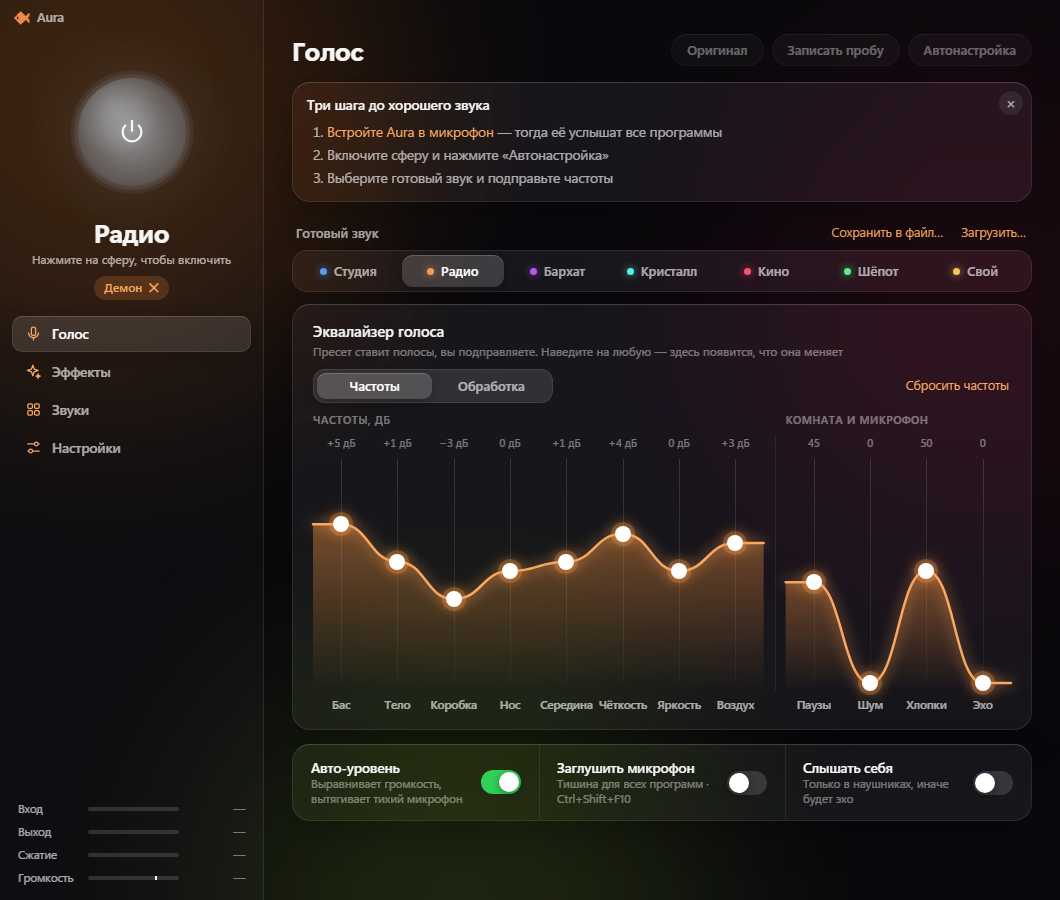 Aura
Радио
Нажмите на сферу, чтобы включить
Демон ✕
Голос
Эффекты
Звуки
Настройки
Вход —
Выход —
Сжатие —
Громкость —
Голос
Оригинал Записать пробу Автонастройка
Три шага до хорошего звука
1. Встройте Aura в микрофон — тогда её услышат все программы
2. Включите сферу и нажмите «Автонастройка»
3. Выберите готовый звук и подправьте частоты
Готовый звук Сохранить в файл... Загрузить...
Студия Радио Бархат Кристалл Кино Шёпот Свой
Эквалайзер голоса
Пресет ставит полосы, вы подправляете. Наведите на любую — здесь появится, что она меняет
Частоты Обработка Сбросить частоты
ЧАСТОТЫ, ДБ КОМНАТА И МИКРОФОН
+5 дБ +1 дБ −3 дБ 0 дБ +1 дБ +4 дБ 0 дБ +3 дБ 45 0 50 0
Бас Тело Коробка Нос Середина Чёткость Яркость Воздух Паузы Шум Хлопки Эхо
Авто-уровень
Выравнивает громкость,
вытягивает тихий микрофон
Заглушить микрофон
Тишина для всех программ ·
Ctrl+Shift+F10
Слышать себя
Только в наушниках, иначе
будет эхо